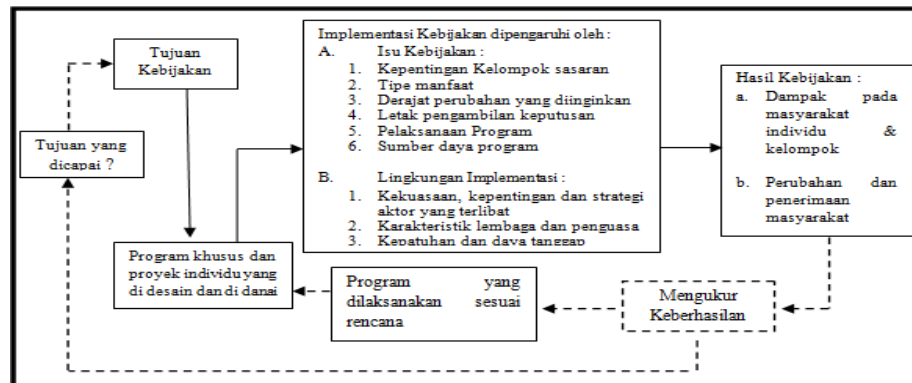 Tujuan
Kebijakan
Tujuan yang
dicapai ?
Program khusus dan
proyek individu yang
di desain dan di danai
Implementasi Kebijakan dipengaruhi oleh :
A. Isu Kebijakan :
1. Kepentingan Kelompok sasaran
2. Tipe manfaat
3. Derajat perubahan yang diinginkan
4. Letak pengambilan keputusan
5. Pelaksanaan Program
6. Sumber daya program
B. Lingkungan Implementasi :
1. Kekuasaan, kepentingan dan strategi
aktor yang terlibat
2. Karakteristik lembaga dan penguasa
3. Kepatuhan dan daya tanggap
Hasil Kebijakan :
a. Dampak pada
masyarakat
individu &
kelompok
b. Perubahan dan
penerimaan
masyarakat
Program yang
dilaksanakan sesuai
rencana
Mengukur
Keberhasilan